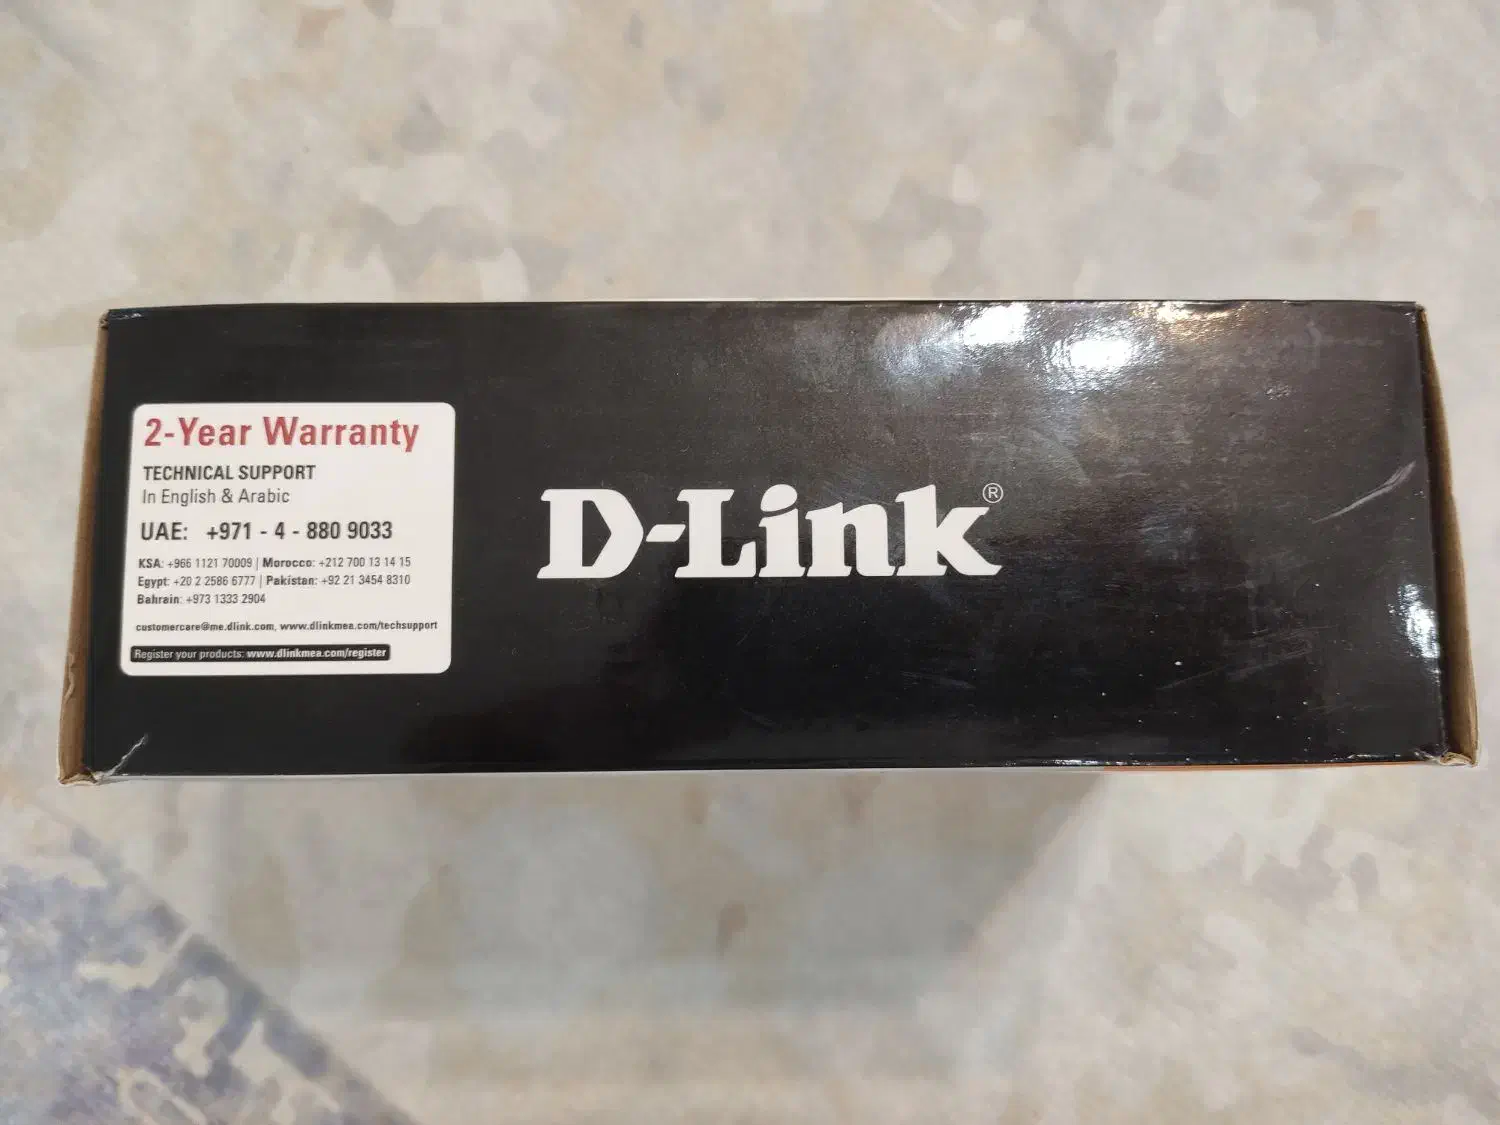 2-Year Warranty
TECHNICAL SUPPORT
In English & Arabic
UAE: +971 - 4 - 880 9033
KSA: +966 1121 70009 | Morocco: +212 700 13 14 15
Egypt: +20 2 2586 6777 | Pakistan: +92 21 3454 8310
Bahrain: +973 1333 2904
customercare@me.dlink.com, www.dlinkmea.com/techsupport
Register your products: www.dlinkmea.com/register
D-Link®